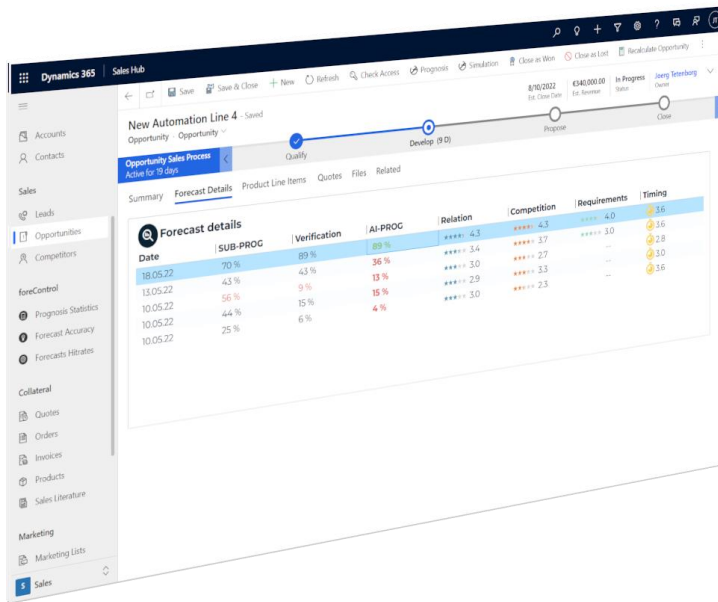 Dynamics 365 Sales Hub
Save Save & Close New Refresh Check Access Prognosis Simulation Close as Won Close as Lost Recalculate Opportunity
New Automation Line 4 - Saved
Opportunity · Opportunity
8/10/2022 €340,000.00 In Progress Joerg Tetenborg
Est. Close Date Est. Revenue Status Owner
Opportunity Sales Process
Active for 19 days
Qualify Develop (9 D) Propose Close
Summary Forecast Details Product Line Items Quotes Files Related
Forecast details
Date SUB-PROG Verification AI-PROG Relation Competition Requirements Timing
18.05.22 70 % 89 % 89 % 4.3 4.3 4.0 3.6
13.05.22 43 % 43 % 36 % 3.4 3.7 3.0 3.6
10.05.22 56 % 9 % 13 % 3.0 2.7 ... 2.8
10.05.22 44 % 15 % 15 % 2.9 3.3 ... 3.0
10.05.22 25 % 6 % 4 % 3.0 2.3 ... 3.6
Accounts
Contacts
Sales
Leads
Opportunities
Competitors
foreControl
Prognosis Statistics
Forecast Accuracy
Forecasts Hitrates
Collateral
Quotes
Orders
Invoices
Products
Sales Literature
Marketing
Marketing Lists
S Sales